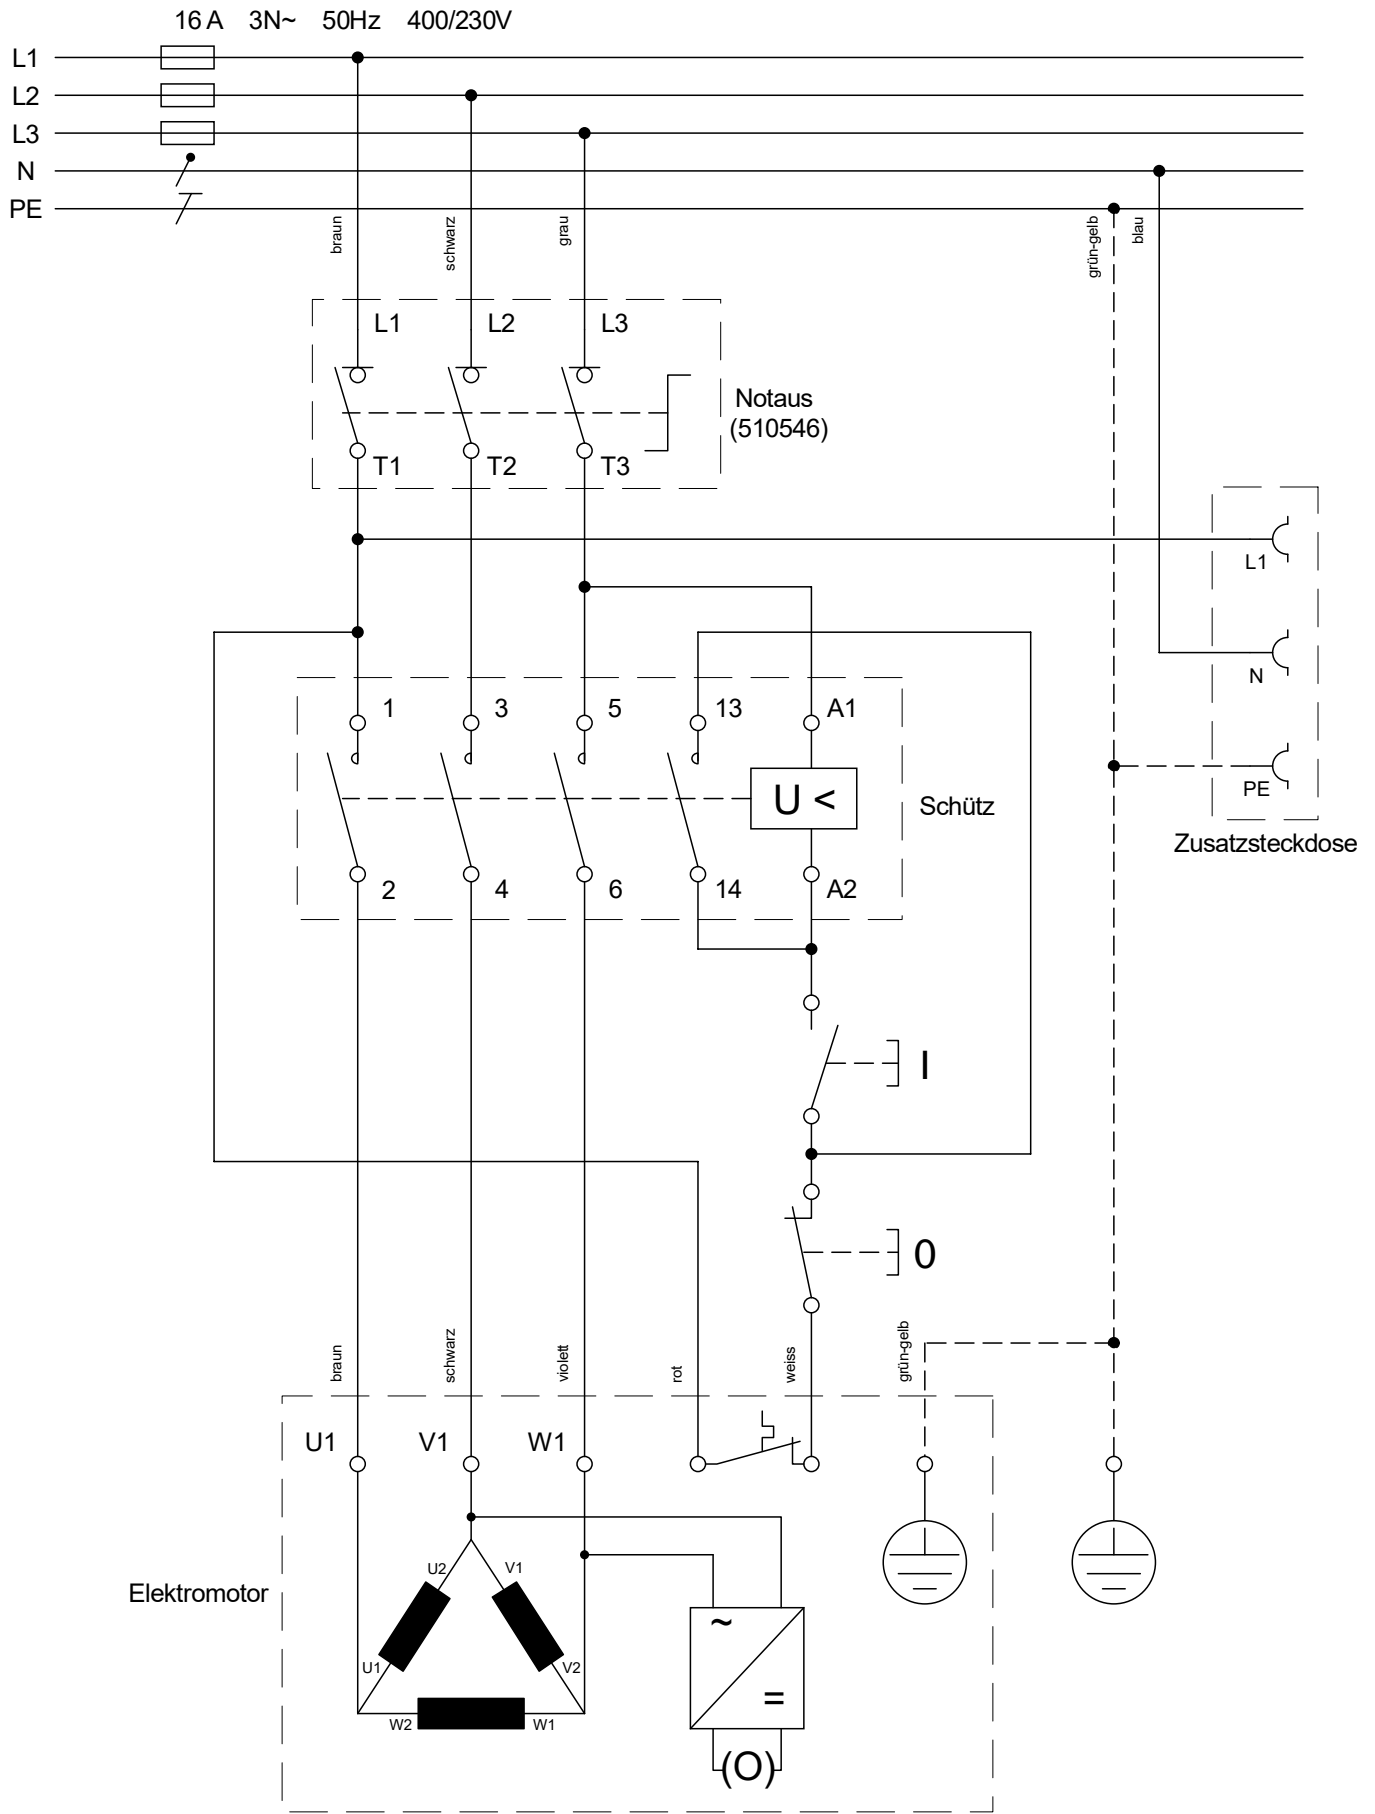 16 A 3N~ 50Hz 400/230V
L1
L2
L3
N
PE
braun
schwarz
grau
grün-gelb
blau
L1 L2 L3
Notaus
(510546)
T1 T2 T3
L1
N
PE
Zusatzsteckdose
1 3 5 13 A1
U <
Schütz
2 4 6 14 A2
I
0
braun
schwarz
violett
rot
weiss
grün-gelb
U1 V1 W1
U2 V1
Elektromotor
U1 V2
W2 W1
~
=
(O)